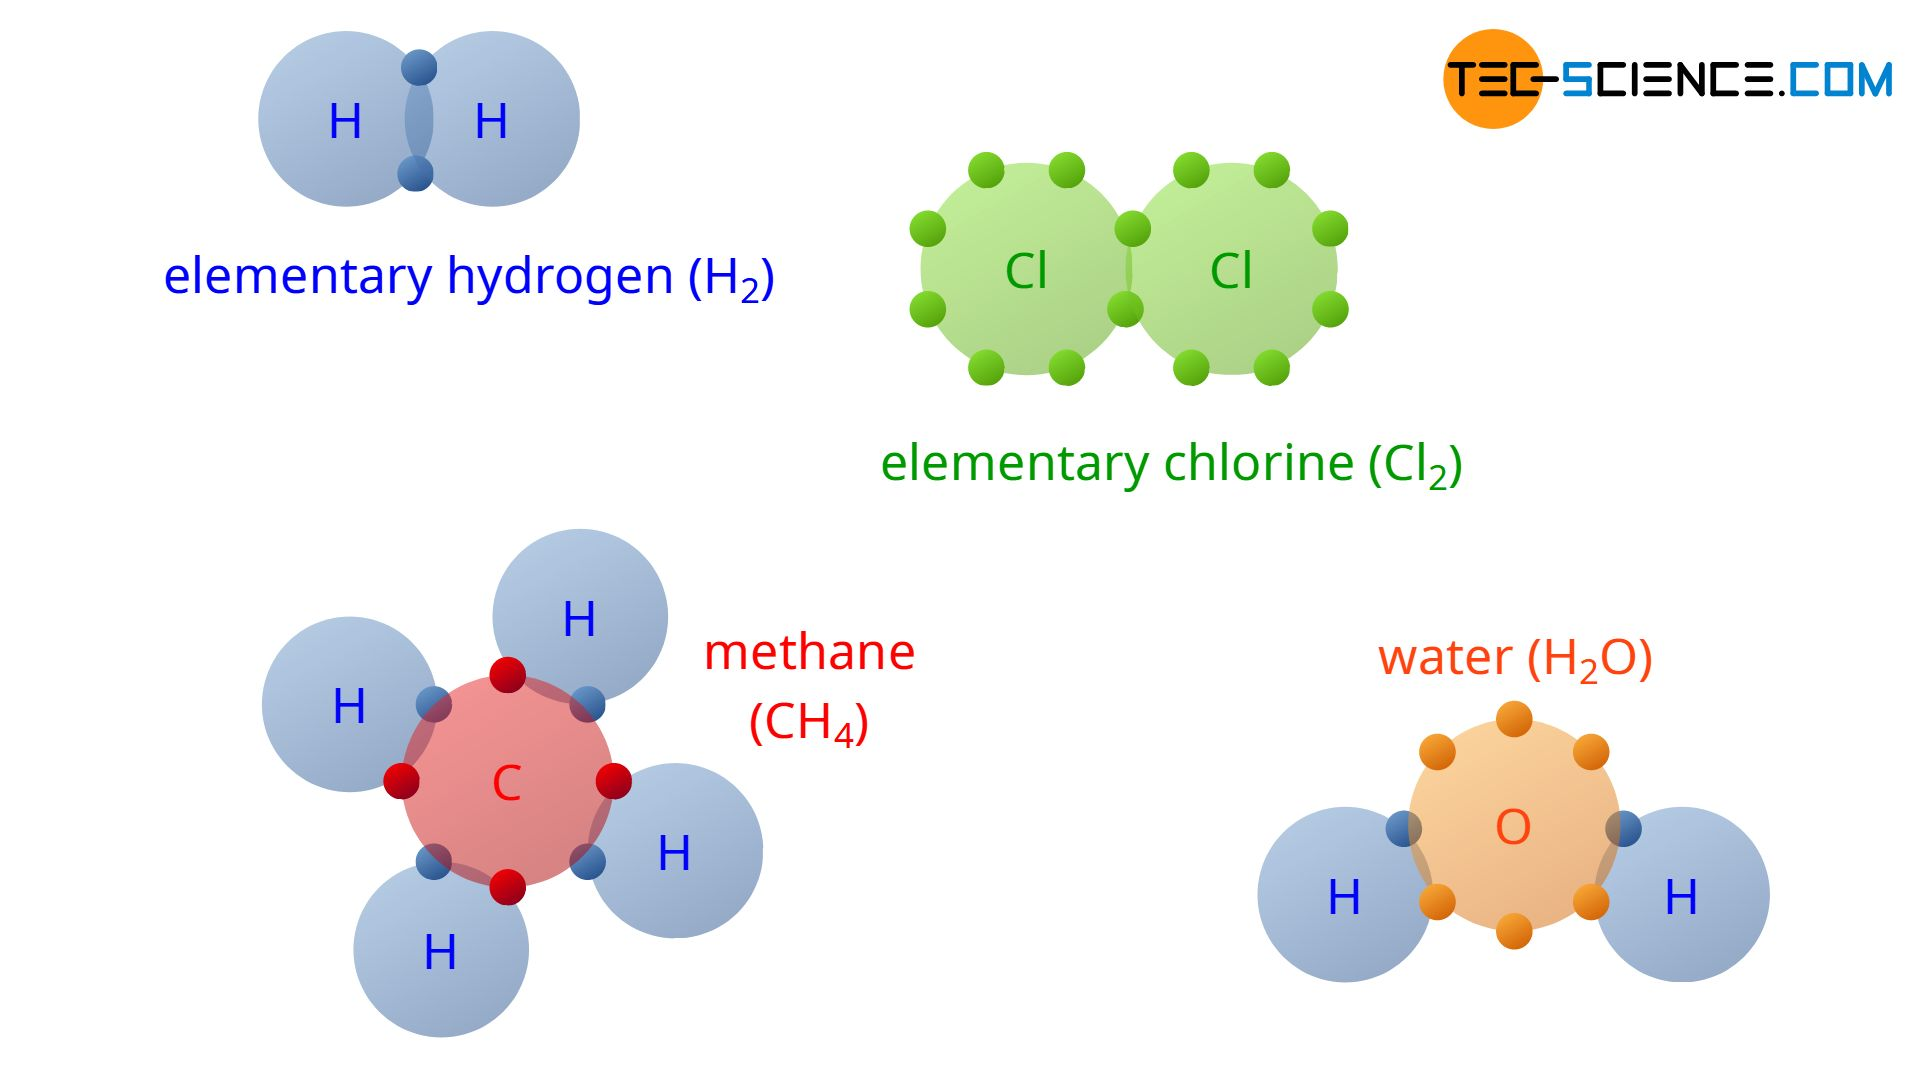 TEC-SCIENCE.COM
H H
elementary hydrogen (H₂)
Cl Cl
elementary chlorine (Cl₂)
H
H
C
H
H
methane
(CH₄)
water (H₂O)
O
H H